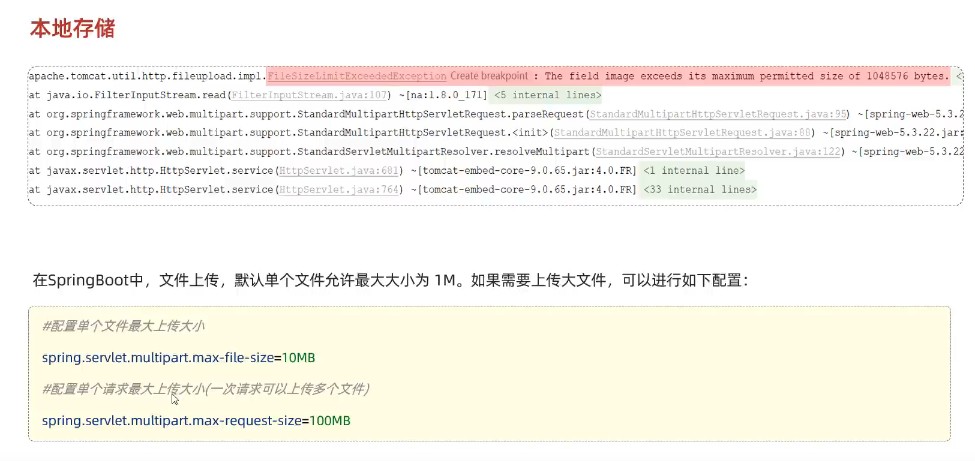 本地存储
apache.tomcat.util.http.fileupload.impl.FileSizeLimitExceededException Create breakpoint : The field image exceeds its maximum permitted size of 1048576 bytes. <
at java.io.FilterInputStream.read(FilterInputStream.java:107) ~[na:1.8.0_171] <5 internal lines>
at org.springframework.web.multipart.support.StandardMultipartHttpServletRequest.parseRequest(StandardMultipartHttpServletRequest.java:95) ~[spring-web-5.3.2
at org.springframework.web.multipart.support.StandardMultipartHttpServletRequest.<init>(StandardMultipartHttpServletRequest.java:88) ~[spring-web-5.3.22.jar:
at org.springframework.web.multipart.support.StandardServletMultipartResolver.resolveMultipart(StandardServletMultipartResolver.java:122) ~[spring-web-5.3.22
at javax.servlet.http.HttpServlet.service(HttpServlet.java:681) ~[tomcat-embed-core-9.0.65.jar:4.0.FR] <1 internal line>
at javax.servlet.http.HttpServlet.service(HttpServlet.java:764) ~[tomcat-embed-core-9.0.65.jar:4.0.FR] <33 internal lines>
在SpringBoot中，文件上传，默认单个文件允许最大大小为 1M。如果需要上传大文件，可以进行如下配置：
#配置单个文件最大上传大小
spring.servlet.multipart.max-file-size=10MB
#配置单个请求最大上传大小(一次请求可以上传多个文件)
spring.servlet.multipart.max-request-size=100MB